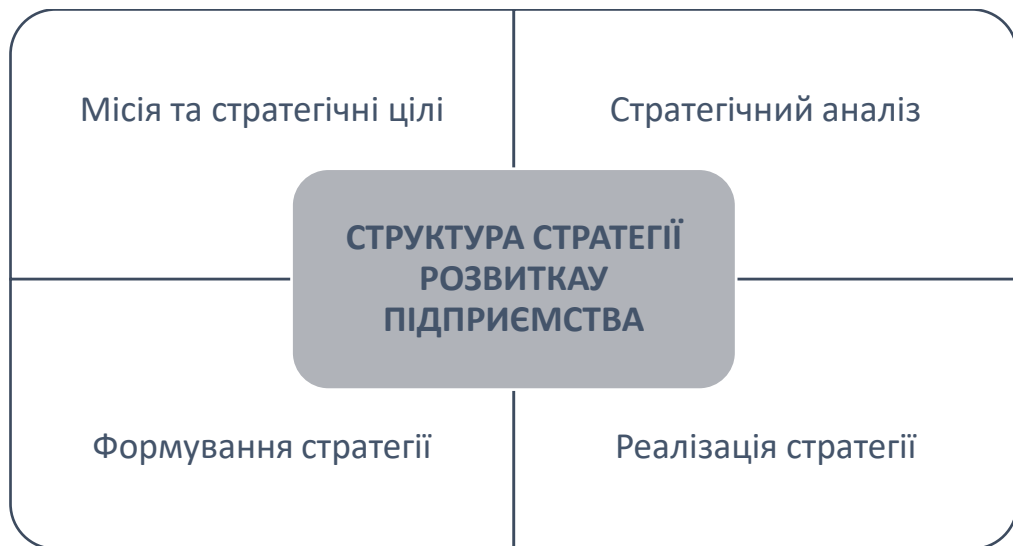 Місія та стратегічні цілі
Стратегічний аналіз
СТРУКТУРА СТРАТЕГІЇ
РОЗВИТКАУ
ПІДПРИЄМСТВА
Формування стратегії
Реалізація стратегії